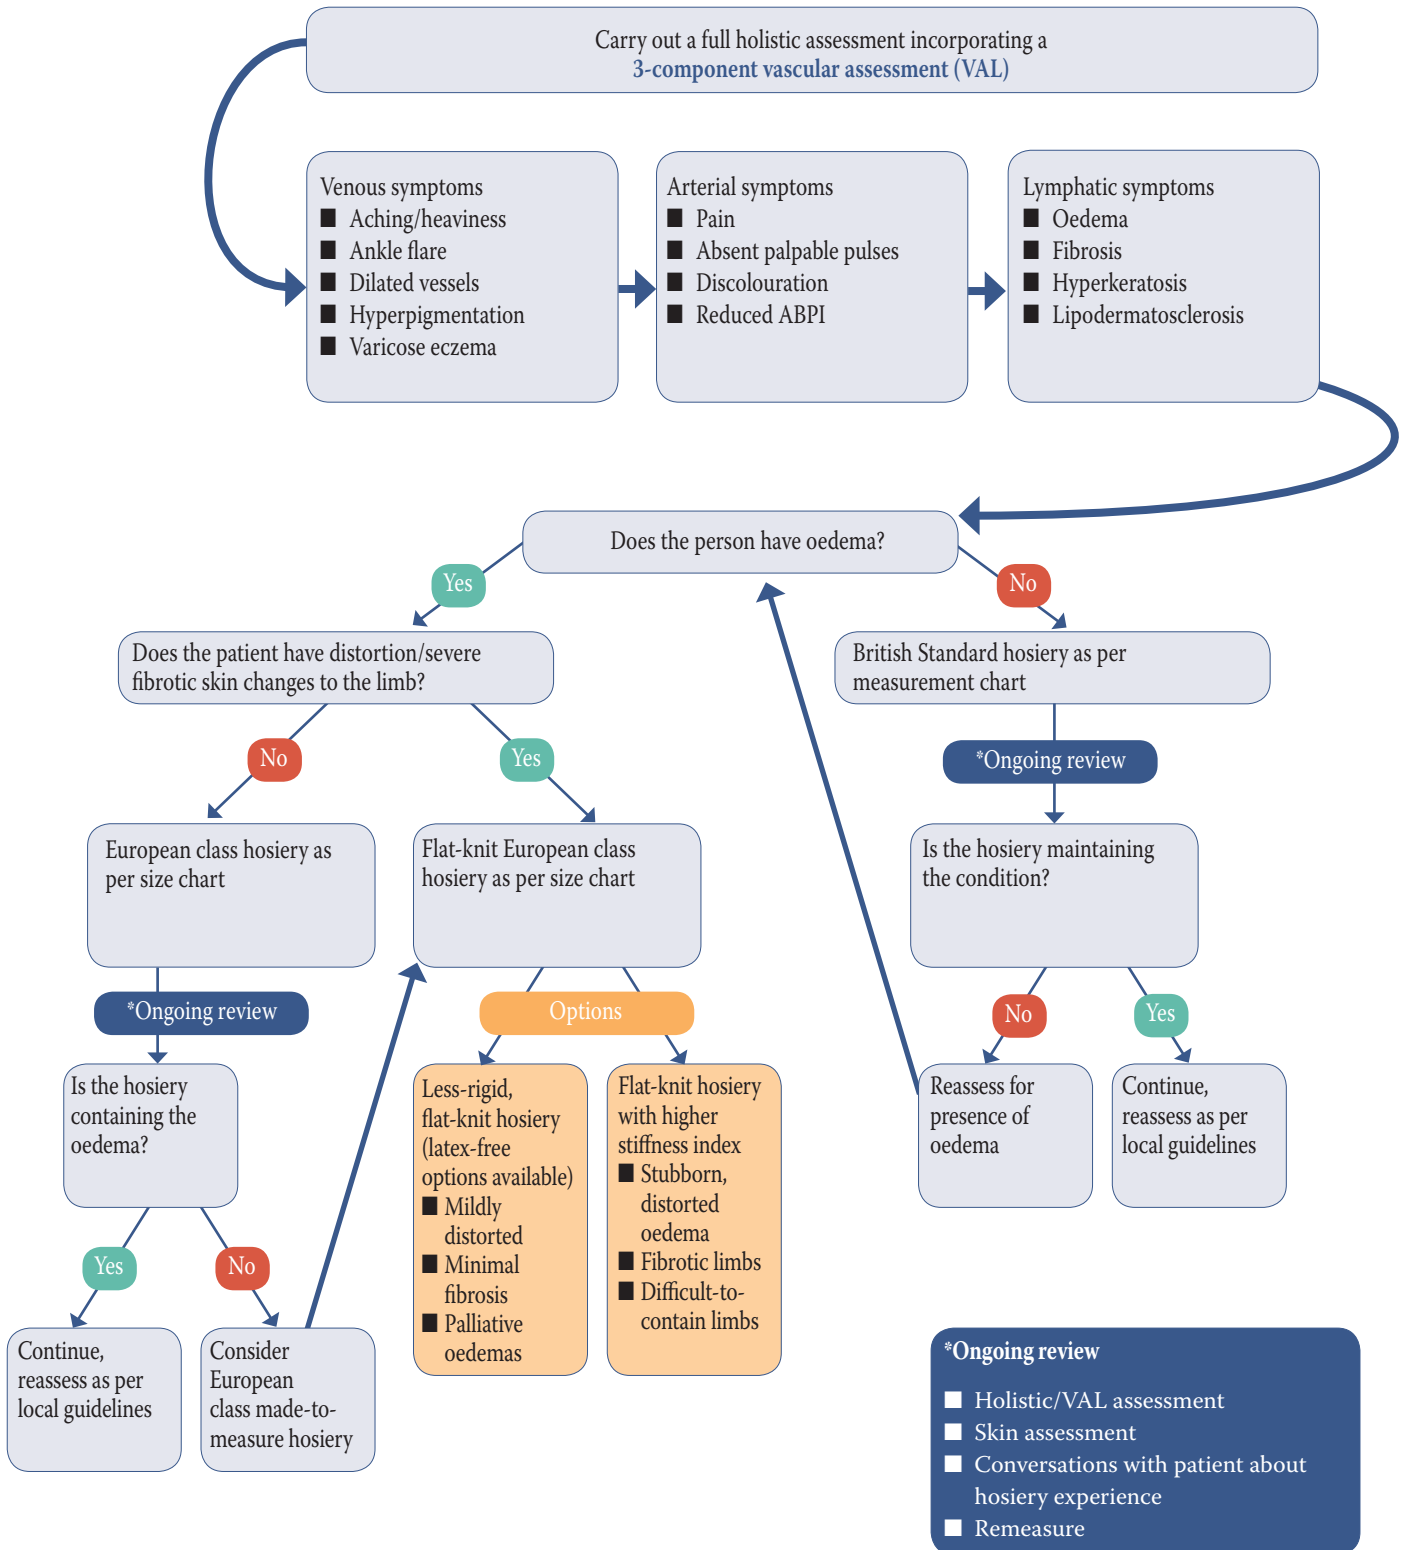 Carry out a full holistic assessment incorporating a
3-component vascular assessment (VAL)
Venous symptoms
■ Aching/heaviness
■ Ankle flare
■ Dilated vessels
■ Hyperpigmentation
■ Varicose eczema
Arterial symptoms
■ Pain
■ Absent palpable pulses
■ Discolouration
■ Reduced ABPI
Lymphatic symptoms
■ Oedema
■ Fibrosis
■ Hyperkeratosis
■ Lipodermatosclerosis
Does the person have oedema?
Yes
No
Does the patient have distortion/severe
fibrotic skin changes to the limb?
British Standard hosiery as per
measurement chart
No
Yes
*Ongoing review
European class hosiery as
per size chart
Flat-knit European class
hosiery as per size chart
Is the hosiery maintaining
the condition?
*Ongoing review
Options
No
Yes
Is the hosiery
containing the
oedema?
Less-rigid,
flat-knit hosiery
(latex-free
options available)
■ Mildly
distorted
■ Minimal
fibrosis
■ Palliative
oedemas
Flat-knit hosiery
with higher
stiffness index
■ Stubborn,
distorted
oedema
■ Fibrotic limbs
■ Difficult-to-
contain limbs
Reassess for
presence of
oedema
Continue,
reassess as per
local guidelines
Yes
No
Continue,
reassess as per
local guidelines
Consider
European
class made-to-
measure hosiery
*Ongoing review
■ Holistic/VAL assessment
■ Skin assessment
■ Conversations with patient about
hosiery experience
■ Remeasure